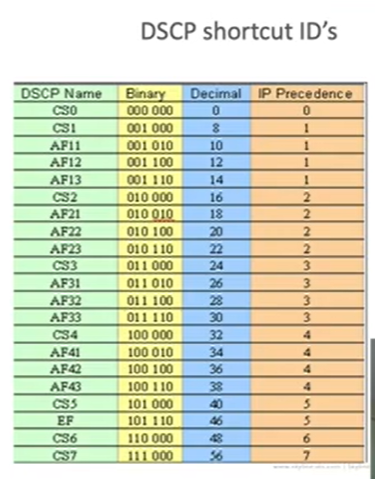 DSCP shortcut ID's
DSCP Name Binary Decimal IP Precedence
CS0 000 000 0 0
CS1 001 000 8 1
AF11 001 010 10 1
AF12 001 100 12 1
AF13 001 110 14 1
CS2 010 000 16 2
AF21 010 010 18 2
AF22 010 100 20 2
AF23 010 110 22 2
CS3 011 000 24 3
AF31 011 010 26 3
AF32 011 100 28 3
AF33 011 110 30 3
CS4 100 000 32 4
AF41 100 010 34 4
AF42 100 100 36 4
AF43 100 110 38 4
CS5 101 000 40 5
EF 101 110 46 5
CS6 110 000 48 6
CS7 111 000 56 7